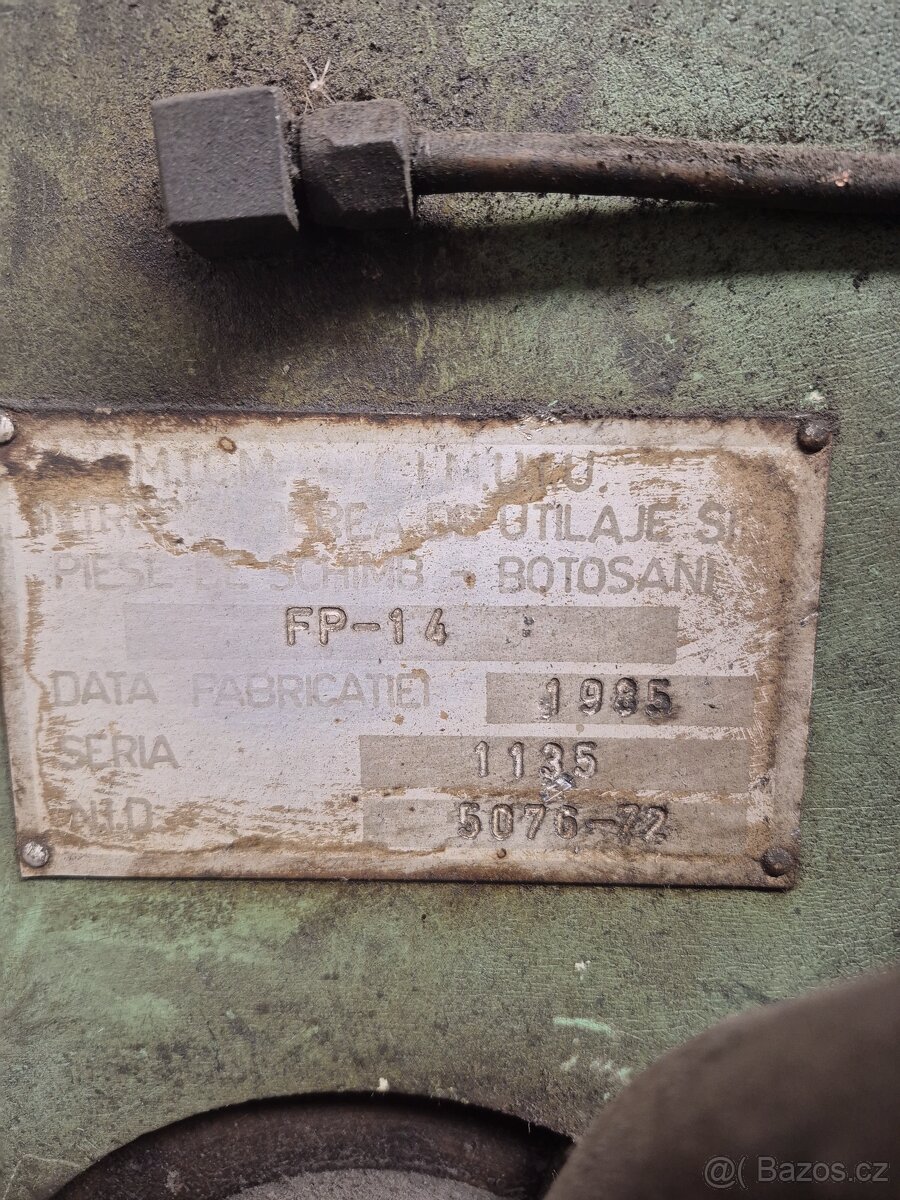 UTILAJE SI
PIESE DE SCHIMB - BOTOSANI
FP-14
DATA FABRICATIEI 1985
SERIA 1135
N.I.D. 5076-72
@( Bazos.cz